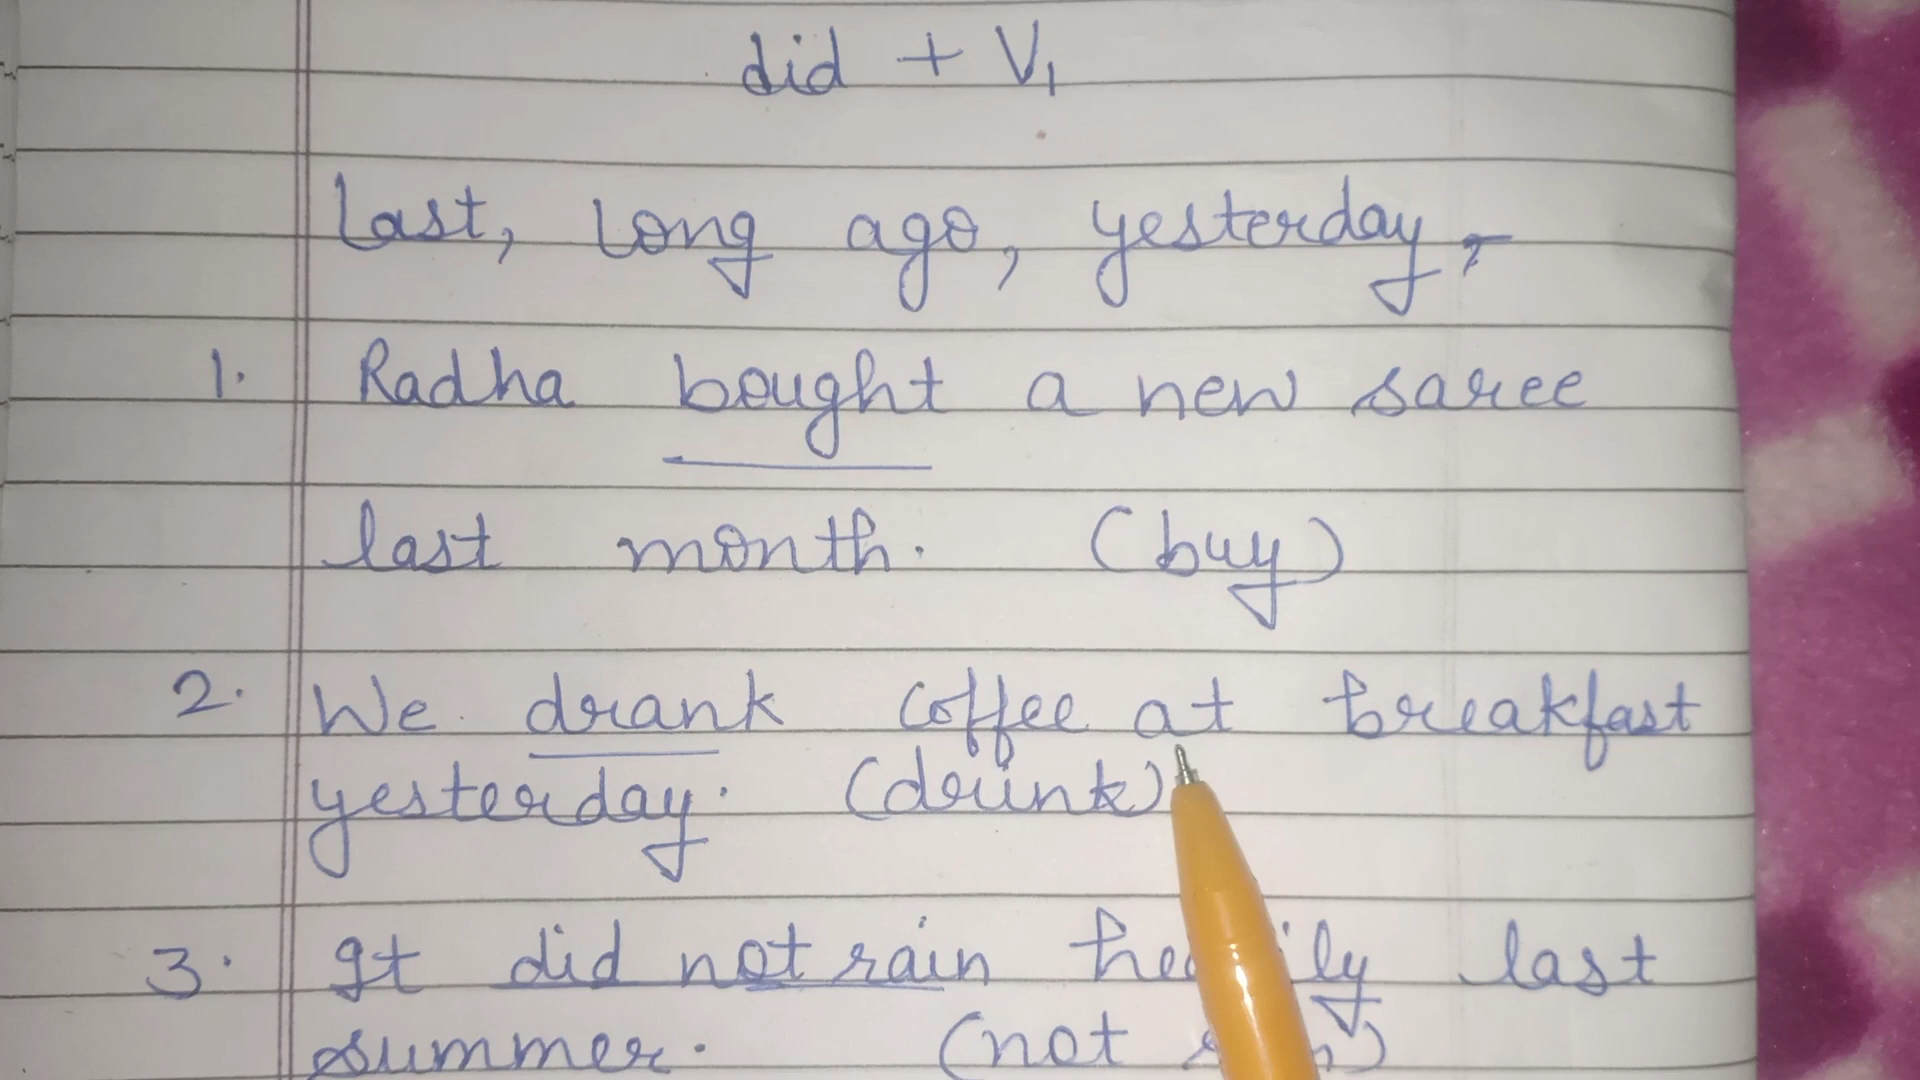 did + V1
last, long ago, yesterday,
1. Radha bought a new saree
last month. (buy)
2. We drank coffee at breakfast
yesterday. (drink)
3. It did not rain last
summer. (not